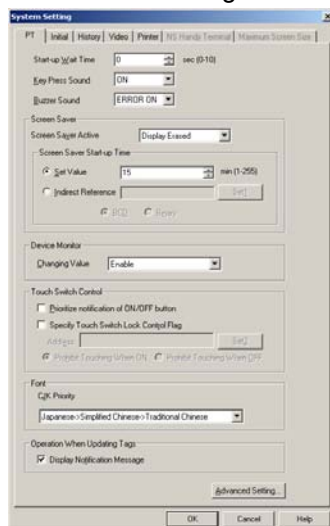 System Setting
PT Initial History Video Printer NS Handy Terminal Maximum Screen Size
Start-up Wait Time 0 sec (0-10)
Key Press Sound ON
Buzzer Sound ERROR ON
Screen Saver
Screen Saver Active Display Erased
Screen Saver Start-up Time
Set Value 15 min (1-255)
Indirect Reference Set
BCD Binary
Device Monitor
Changing Value Enable
Touch Switch Control
Prioritize notification of ON/OFF button
Specify Touch Switch Lock Control Flag
Address Set
Prohibit Touching When ON Prohibit Touching When OFF
Font
CJK Priority
Japanese->Simplified Chinese->Traditional Chinese
Operation When Updating Tags
Display Notification Message
Advanced Setting...
OK Cancel Help